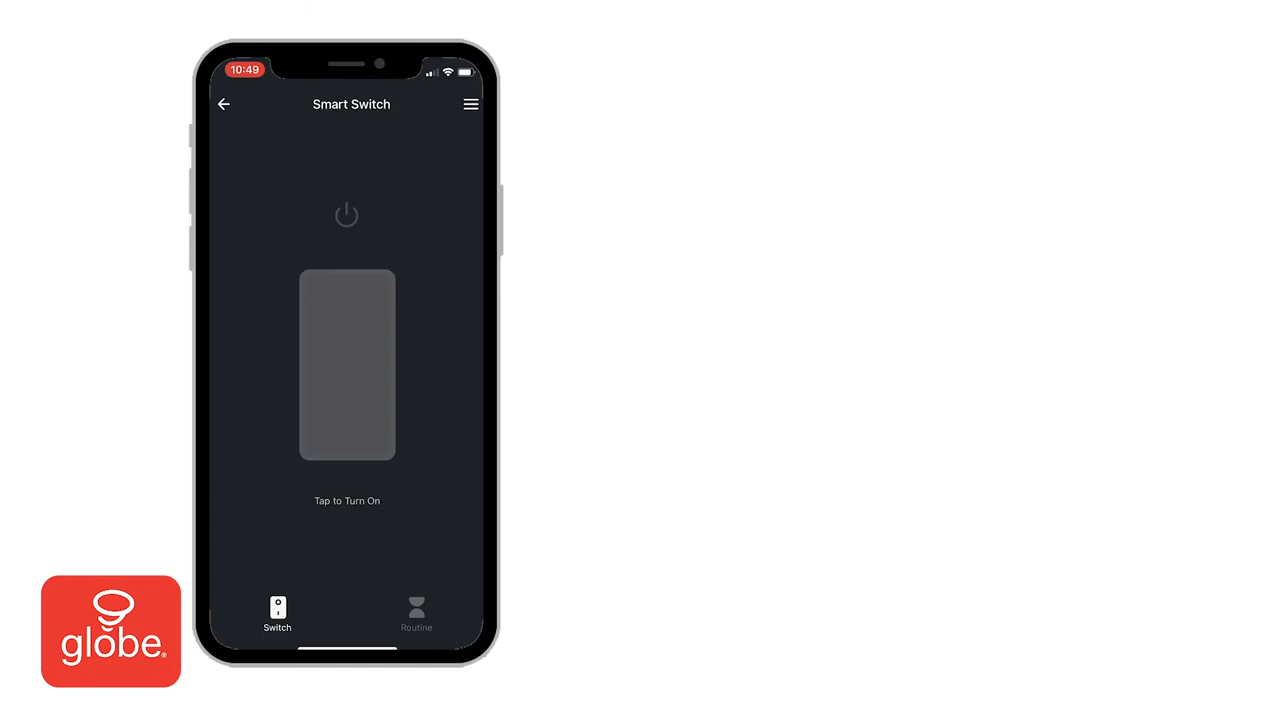 10:49
Smart Switch
Tap to Turn On
Switch
Routine
globe®